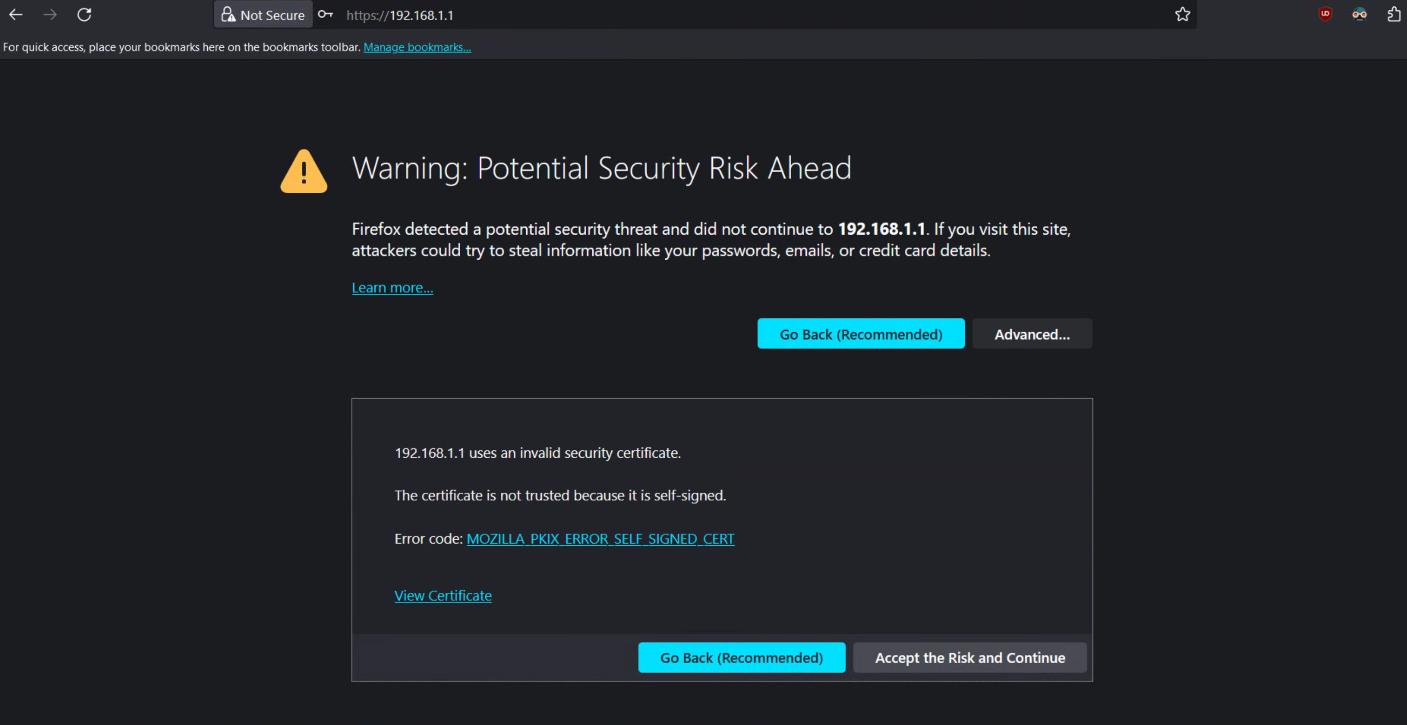 Not Secure https://192.168.1.1
For quick access, place your bookmarks here on the bookmarks toolbar. Manage bookmarks...
Warning: Potential Security Risk Ahead
Firefox detected a potential security threat and did not continue to 192.168.1.1. If you visit this site,
attackers could try to steal information like your passwords, emails, or credit card details.
Learn more...
Go Back (Recommended) Advanced...
192.168.1.1 uses an invalid security certificate.
The certificate is not trusted because it is self-signed.
Error code: MOZILLA_PKIX_ERROR_SELF_SIGNED_CERT
View Certificate
Go Back (Recommended) Accept the Risk and Continue